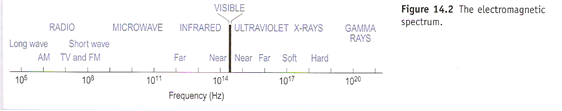 Figure 14.2 The electromagnetic
spectrum.
VISIBLE
RADIO MICROWAVE INFRARED ULTRAVIOLET X-RAYS GAMMA
RAYS
Long wave Short wave
AM TV and FM Far Near Near Far Soft Hard
10⁵ 10⁸ 10¹¹ 10¹⁴ 10¹⁷ 10²⁰
Frequency (Hz)